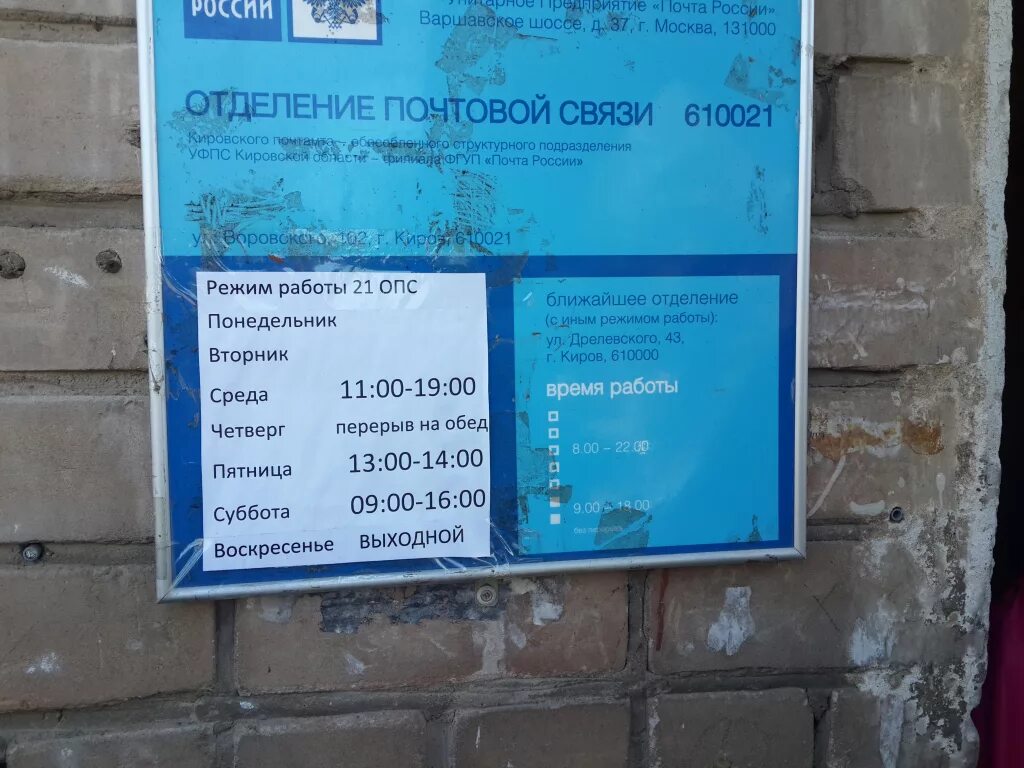 РОССИИ
Предприятие «Почта России»
Варшавское шоссе, д. 37, г. Москва, 131000
ОТДЕЛЕНИЕ ПОЧТОВОЙ СВЯЗИ 610021
Кировского почтамта – обособленного структурного подразделения
УФПС Кировской области – филиала ФГУП «Почта России»
ул. Воровского, 102, г. Киров, 610021
Режим работы 21 ОПС
Понедельник
Вторник
Среда 11:00-19:00
Четверг перерыв на обед
Пятница 13:00-14:00
Суббота 09:00-16:00
Воскресенье ВЫХОДНОЙ
ближайшее отделение
(с иным режимом работы):
ул. Дрелевского, 43,
г. Киров, 610000
время работы
8.00 – 22.00
9.00 – 18.00
без перерыва